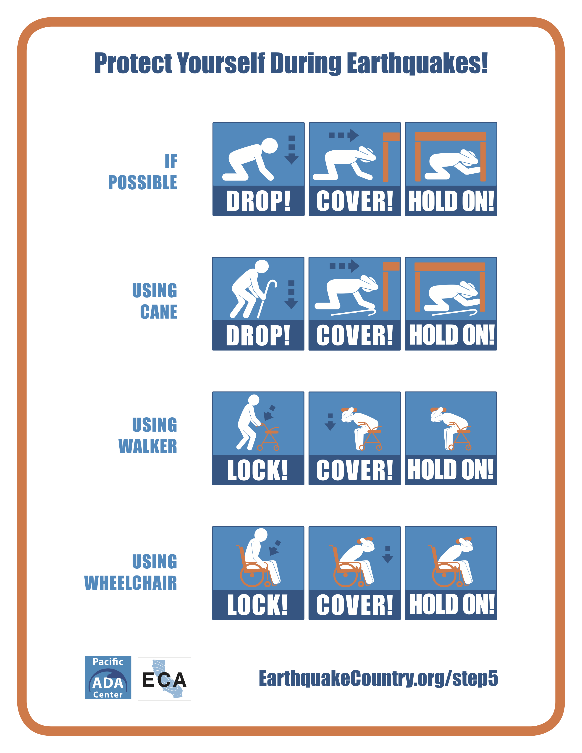 Protect Yourself During Earthquakes!
IF
POSSIBLE
DROP!
COVER!
HOLD ON!
USING
CANE
DROP!
COVER!
HOLD ON!
USING
WALKER
LOCK!
COVER!
HOLD ON!
USING
WHEELCHAIR
LOCK!
COVER!
HOLD ON!
Pacific
ADA
Center
ECA
EarthquakeCountry.org/step5